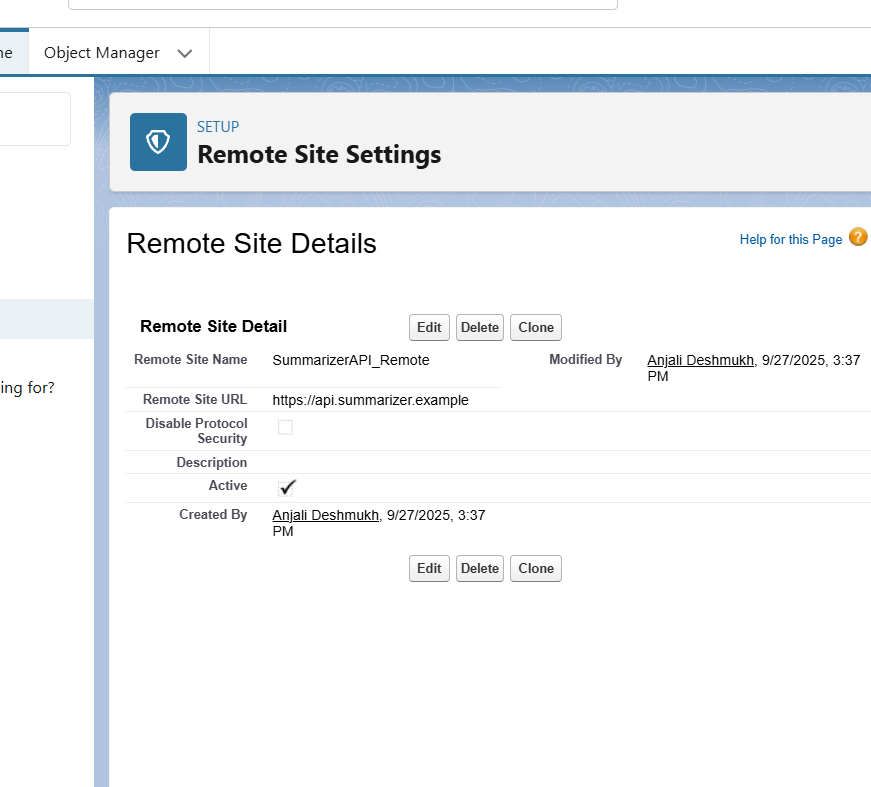 ne
Object Manager
SETUP
Remote Site Settings
Remote Site Details
Help for this Page ?
Remote Site Detail
Edit Delete Clone
Remote Site Name SummarizerAPI_Remote Modified By Anjali Deshmukh, 9/27/2025, 3:37
PM
Remote Site URL https://api.summarizer.example
ing for?
Disable Protocol
Security
Description
Active
Created By Anjali Deshmukh, 9/27/2025, 3:37
PM
Edit Delete Clone